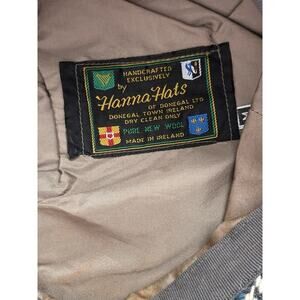 HANDCRAFTED
EXCLUSIVELY
by
Hanna Hats
OF DONEGAL LTD
DONEGAL TOWN IRELAND
DRY CLEAN ONLY
PURE NEW WOOL
MADE IN IRELAND